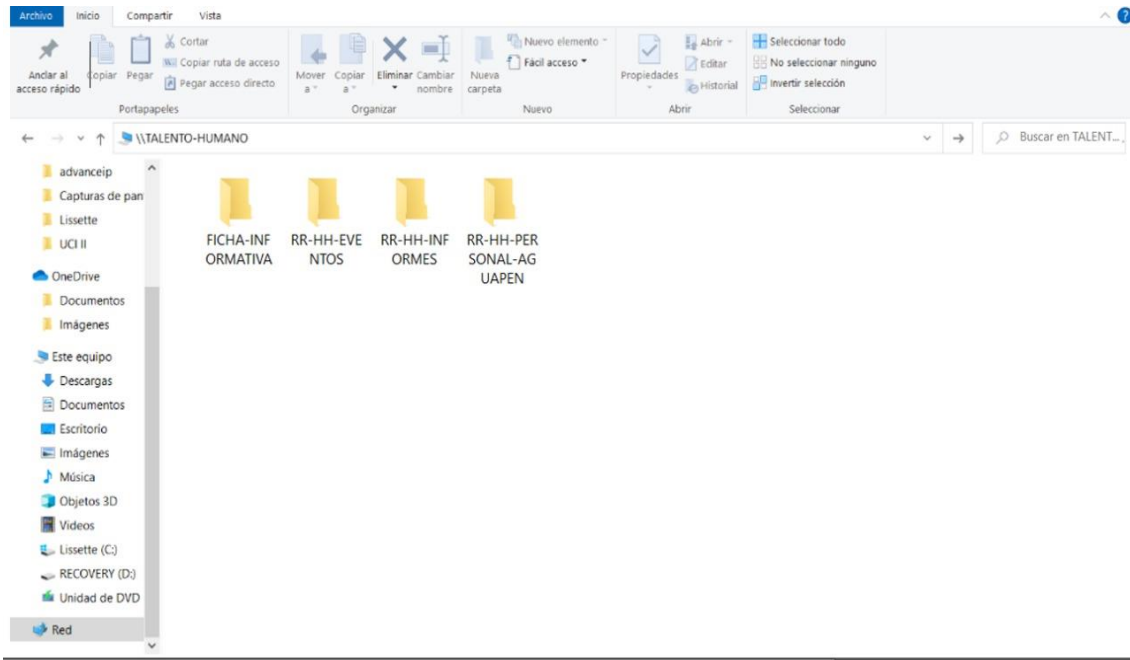 Archivo Inicio Compartir Vista
Andar al
acceso rápido
Copiar
Pegar
Cortar
Copiar ruta de acceso
Pegar acceso directo
Portapapeles
Mover
a
Copiar
a
Eliminar
Cambiar
nombre
Organizar
Nueva
carpeta
Nuevo elemento
Fácil acceso
Nuevo
Propiedades
Abrir
Editar
Historial
Abrir
Seleccionar todo
No seleccionar ninguno
Invertir selección
Seleccionar
\\TALENTO-HUMANO
Buscar en TALENT...
advanceip
Capturas de pan
Lissette
UCI II
OneDrive
Documentos
Imágenes
Este equipo
Descargas
Documentos
Escritorio
Imágenes
Música
Objetos 3D
Videos
Lissette (C:)
RECOVERY (D:)
Unidad de DVD
Red
FICHA-INF
ORMATIVA
RR-HH-EVE
NTOS
RR-HH-INF
ORMES
RR-HH-PER
SONAL-AG
UAPEN